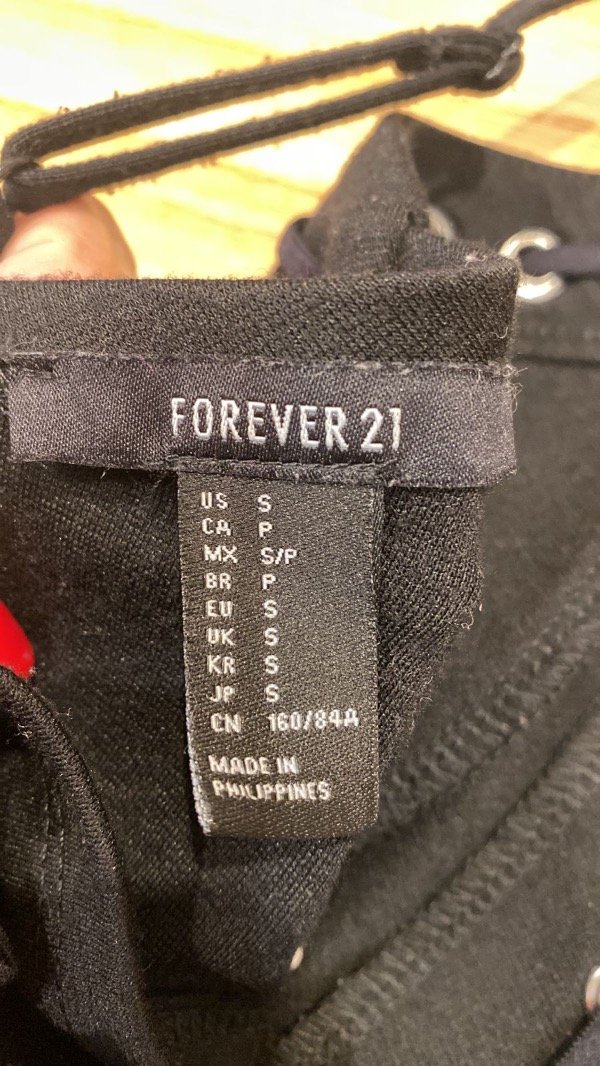 FOREVER 21
US S
CA P
MX S/P
BR P
EU S
UK S
KR S
JP S
CN 160/84A
MADE IN
PHILIPPINES